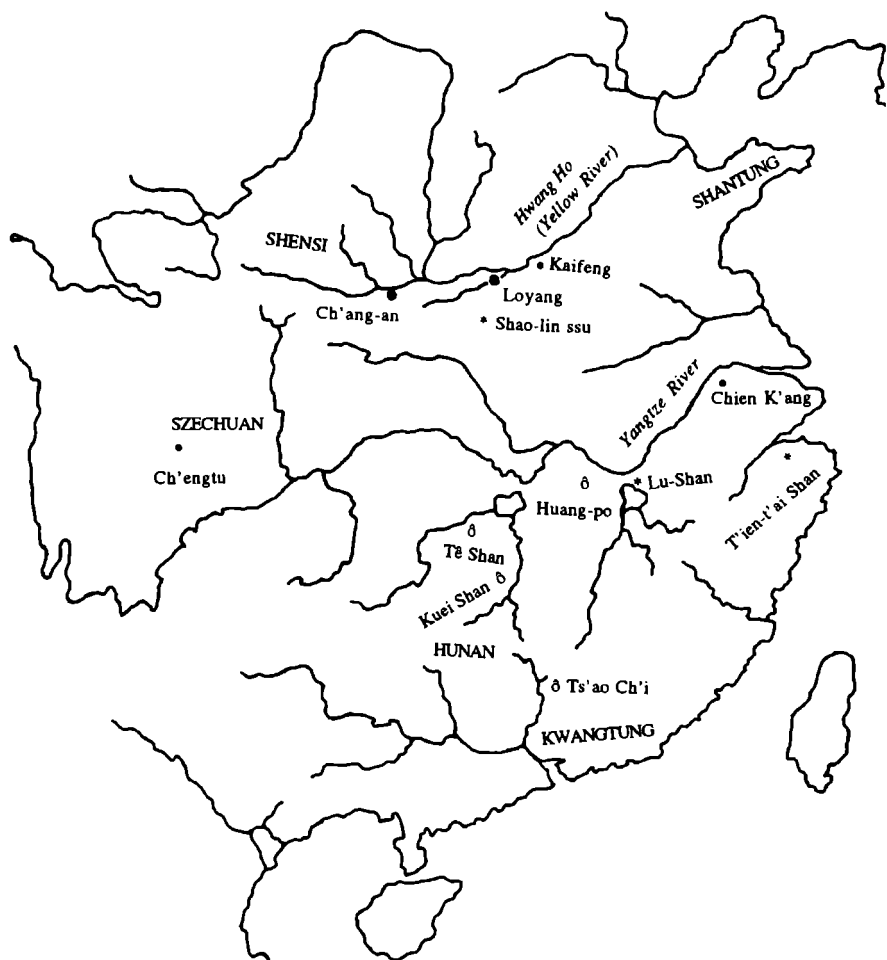 Hwang Ho
(Yellow River)
SHANTUNG
SHENSI
Kaifeng
Loyang
Ch'ang-an
* Shao-lin ssu
Yangtze River
Chien K'ang
SZECHUAN
Ch'engtu
* Lu-Shan
Huang-po
*
T'ien-t'ai Shan
Tê Shan
Kuei Shan ô
HUNAN
ô Ts'ao Ch'i
KWANGTUNG